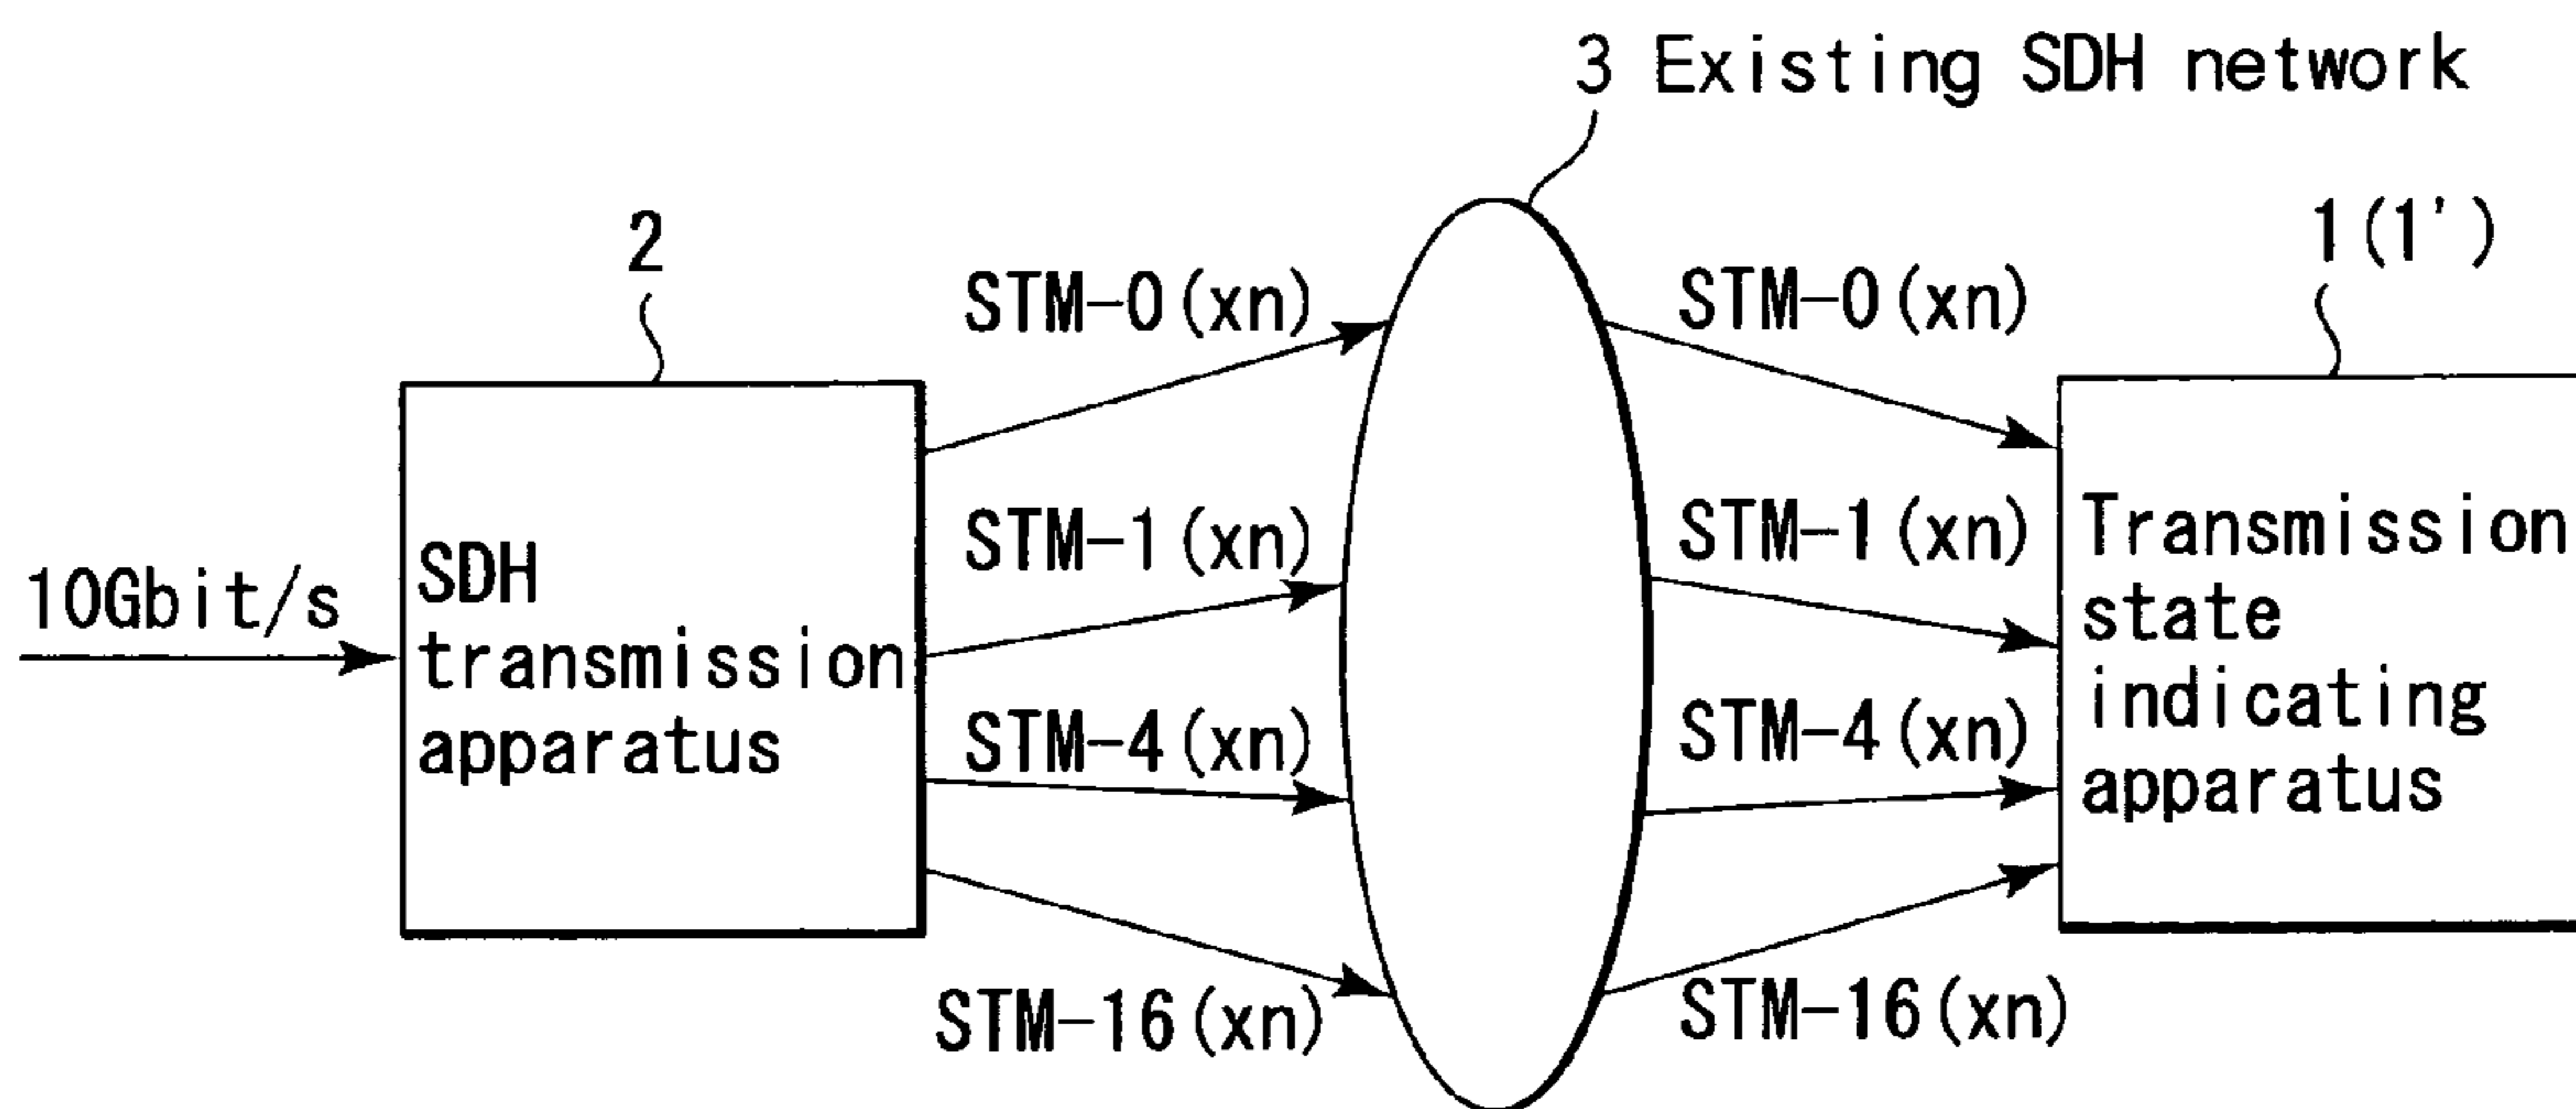 3 Existing SDH network
2
1(1')
STM-0(xn)
STM-0(xn)
STM-1(xn)
STM-1(xn)
10Gbit/s
SDH
transmission
apparatus
Transmission
state
indicating
apparatus
STM-4(xn)
STM-4(xn)
STM-16(xn)
STM-16(xn)